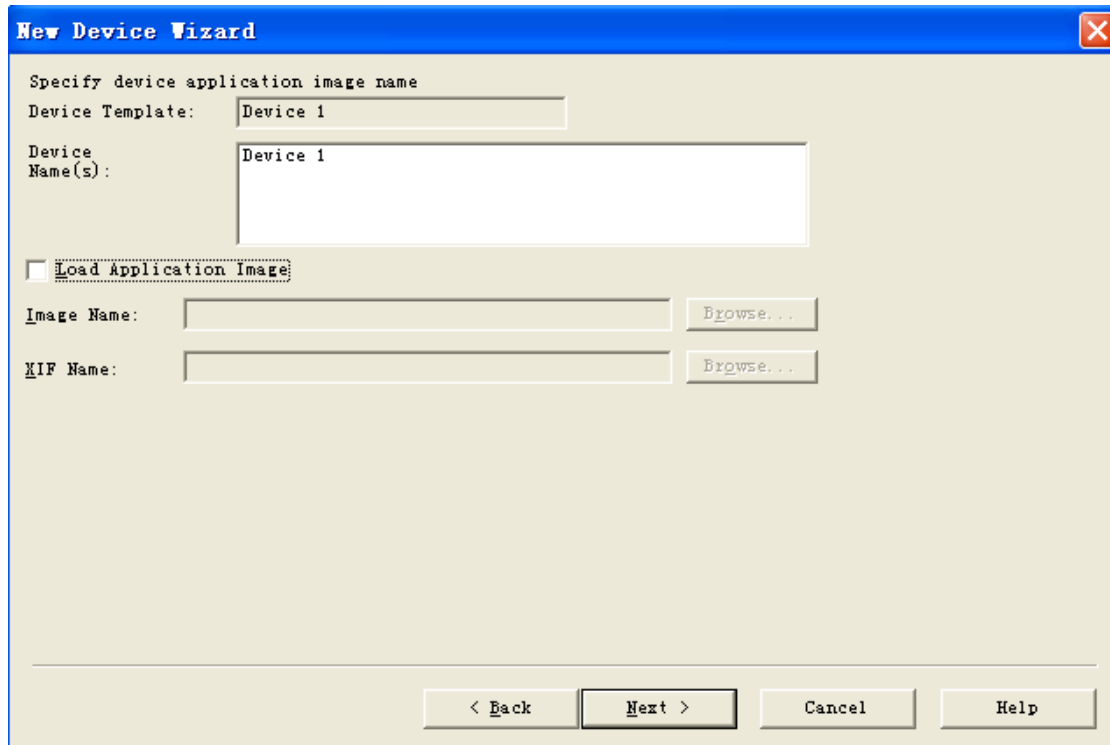 New Device Wizard
Specify device application image name
Device Template: Device 1
Device Name(s):
Device 1
Load Application Image
Image Name: Browse...
XIF Name: Browse...
< Back Next > Cancel Help